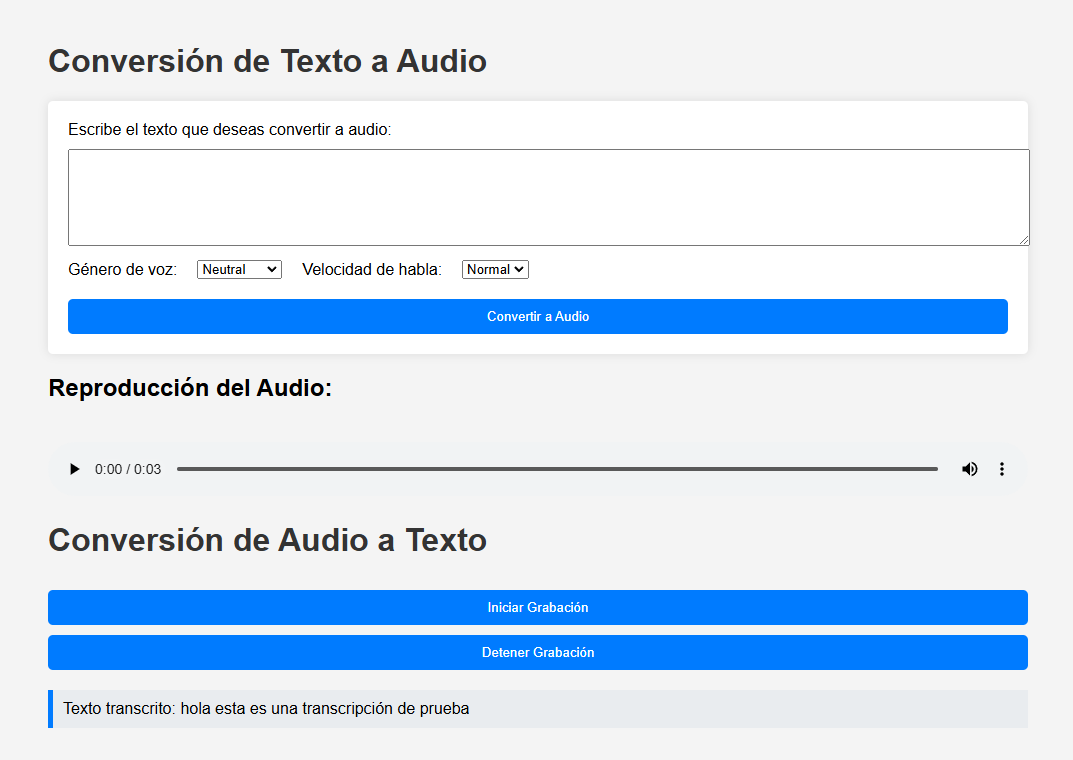 Conversión de Texto a Audio
Escribe el texto que deseas convertir a audio:
Género de voz: Neutral Velocidad de habla: Normal
Convertir a Audio
Reproducción del Audio:
0:00 / 0:03
Conversión de Audio a Texto
Iniciar Grabación
Detener Grabación
Texto transcrito: hola esta es una transcripción de prueba